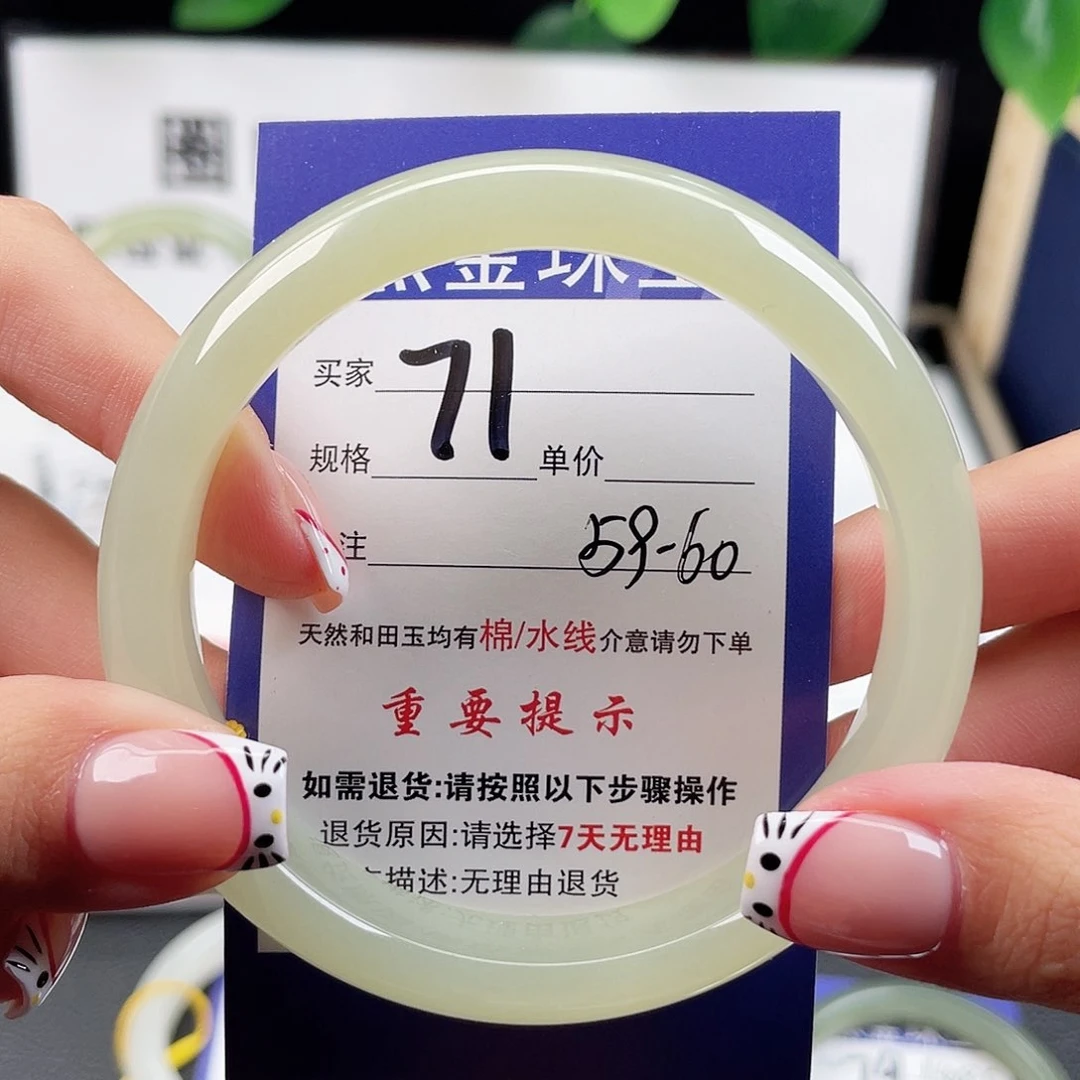 金珠
买家 71
规格 单价
注 59-60
天然和田玉均有棉/水线介意请勿下单
重要提示
如需退货:请按照以下步骤操作
退货原因:请选择7天无理由
描述:无理由退货